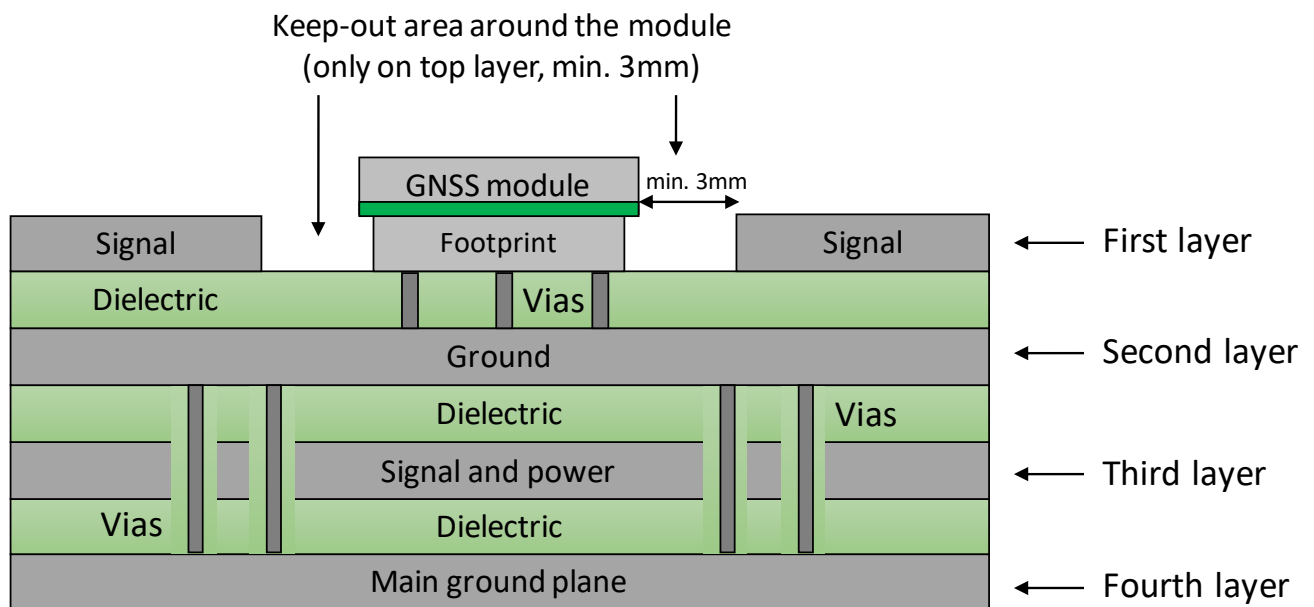 Keep-out area around the module
(only on top layer, min. 3mm)
GNSS module
min. 3mm
Signal
Footprint
Signal
First layer
Dielectric
Vias
Ground
Second layer
Dielectric
Vias
Signal and power
Third layer
Vias
Dielectric
Main ground plane
Fourth layer